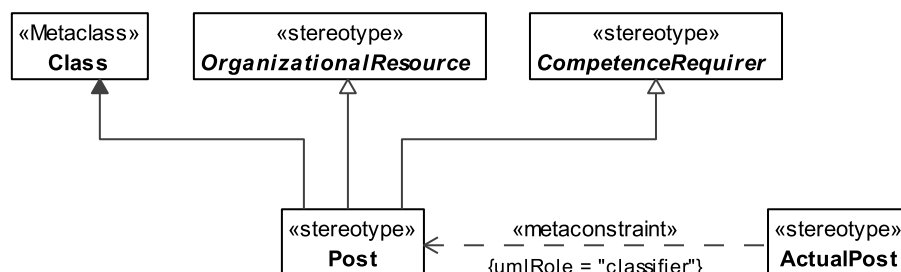 «Metaclass»
Class
«stereotype»
OrganizationalResource
«stereotype»
CompetenceRequirer
«stereotype»
Post
«metaconstraint»
{umlRole = "classifier"}
«stereotype»
ActualPost